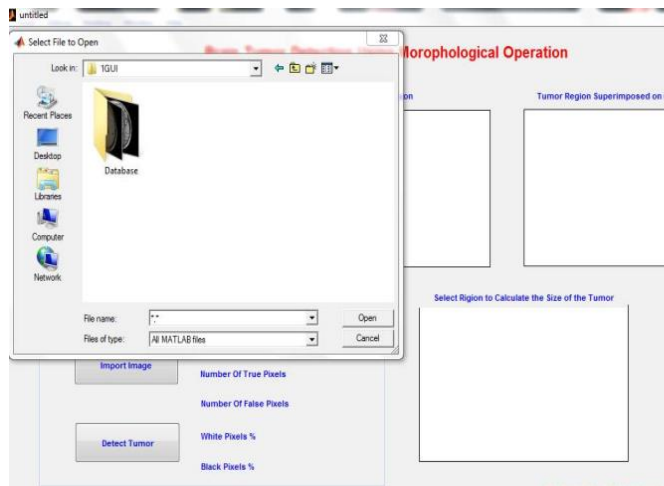 untitled
Select File to Open
Morophological Operation
Look in: 1GUI
Recent Places
Desktop
Libraries
Computer
Network
Database
File name: *.*
Open
Files of type: All MATLAB files
Cancel
on
Tumor Region Superimposed on
Select Rigion to Calculate the Size of the Tumor
Import Image
Number Of True Pixels
Number Of False Pixels
Detect Tumor
White Pixels %
Black Pixels %